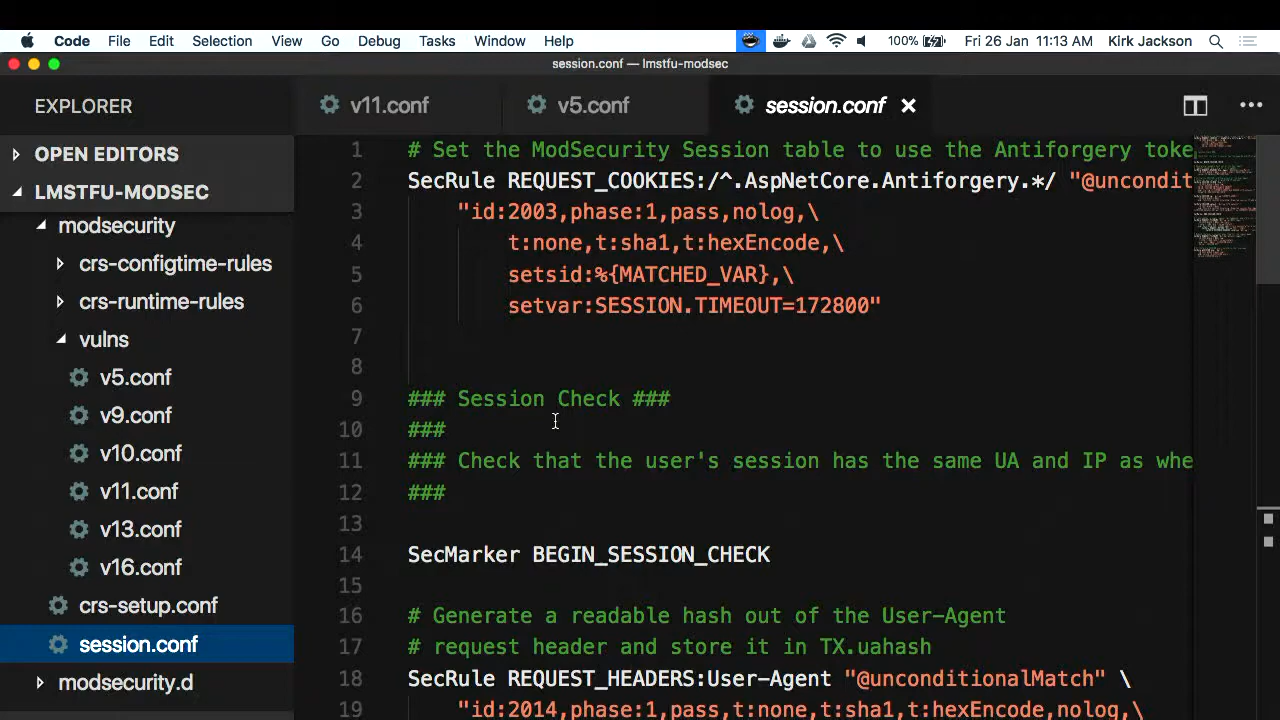 Code File Edit Selection View Go Debug Tasks Window Help 100% Fri 26 Jan 11:13 AM Kirk Jackson
session.conf — lmstfu-modsec
EXPLORER
v11.conf v5.conf session.conf
OPEN EDITORS
LMSTFU-MODSEC
modsecurity
crs-configtime-rules
crs-runtime-rules
vulns
v5.conf
v9.conf
v10.conf
v11.conf
v13.conf
v16.conf
crs-setup.conf
session.conf
modsecurity.d
1 # Set the ModSecurity Session table to use the Antiforgery toke
2 SecRule REQUEST_COOKIES:/^.AspNetCore.Antiforgery.*/ "@uncondit
3 "id:2003,phase:1,pass,nolog,\
4 t:none,t:sha1,t:hexEncode,\
5 setsid:%{MATCHED_VAR},\
6 setvar:SESSION.TIMEOUT=172800"
7
8
9 ### Session Check ###
10 ###
11 ### Check that the user's session has the same UA and IP as whe
12 ###
13
14 SecMarker BEGIN_SESSION_CHECK
15
16 # Generate a readable hash out of the User-Agent
17 # request header and store it in TX.uahash
18 SecRule REQUEST_HEADERS:User-Agent "@unconditionalMatch" \
19 "id:2014,phase:1,pass,t:none,t:sha1,t:hexEncode,nolog,\